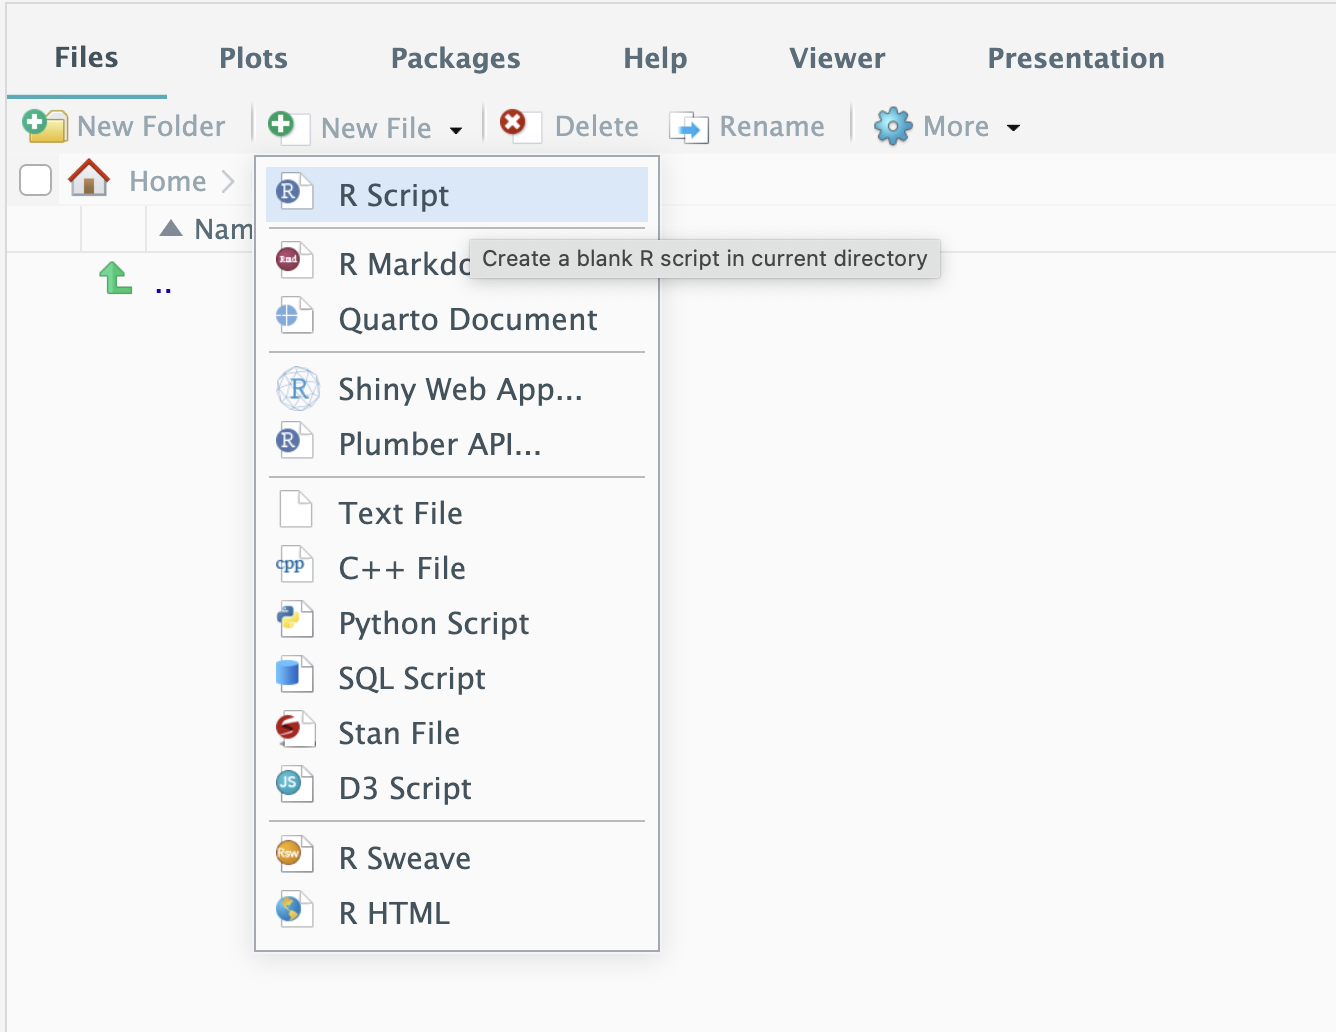 Files Plots Packages Help Viewer Presentation
New Folder New File Delete Rename More
Home
R Script
Nam
Create a blank R script in current directory
R Markdo
..
Quarto Document
Shiny Web App...
Plumber API...
Text File
C++ File
Python Script
SQL Script
Stan File
D3 Script
R Sweave
R HTML